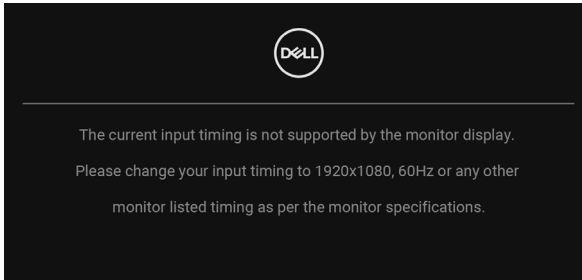 DELL
The current input timing is not supported by the monitor display.
Please change your input timing to 1920x1080, 60Hz or any other
monitor listed timing as per the monitor specifications.